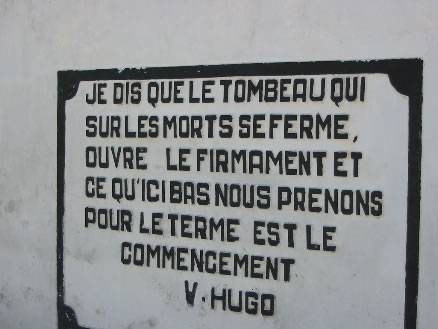 JE DIS QUE LE TOMBEAU QUI
SUR LES MORTS SE FERME,
OUVRE LE FIRMAMENT ET
CE QU'ICI BAS NOUS PRENONS
POUR LE TERME EST LE
COMMENCEMENT
V. HUGO